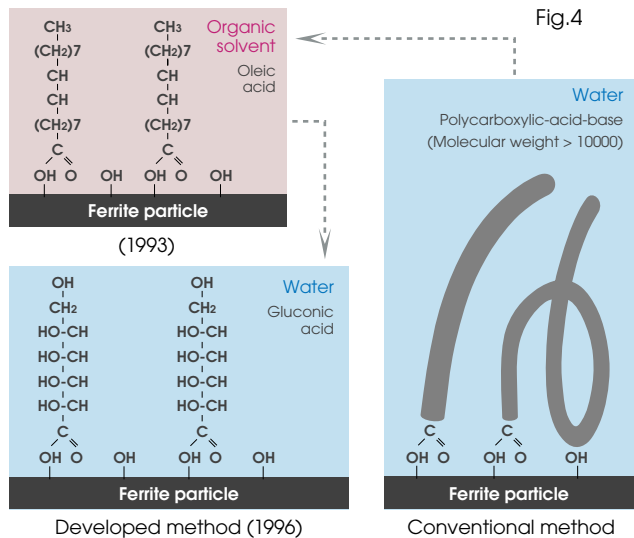 Fig.4
CH3 CH3
(CH2)7 (CH2)7
CH CH
CH CH
(CH2)7 (CH2)7
C C
OH O OH OH O OH
Organic
solvent
Oleic
acid
Ferrite particle
(1993)
OH OH
CH2 CH2
HO-CH HO-CH
HO-CH HO-CH
HO-CH HO-CH
HO-CH HO-CH
C C
OH O OH OH O OH
Water
Gluconic
acid
Ferrite particle
Developed method (1996)
Water
Polycarboxylic-acid-base
(Molecular weight > 10000)
C C
OH O OH O OH
Ferrite particle
Conventional method